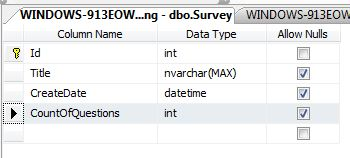 WINDOWS-913EOW...ng - dbo.Survey WINDOWS-913EOW
Column Name Data Type Allow Nulls
Id int
Title nvarchar(MAX)
CreateDate datetime
CountOfQuestions int